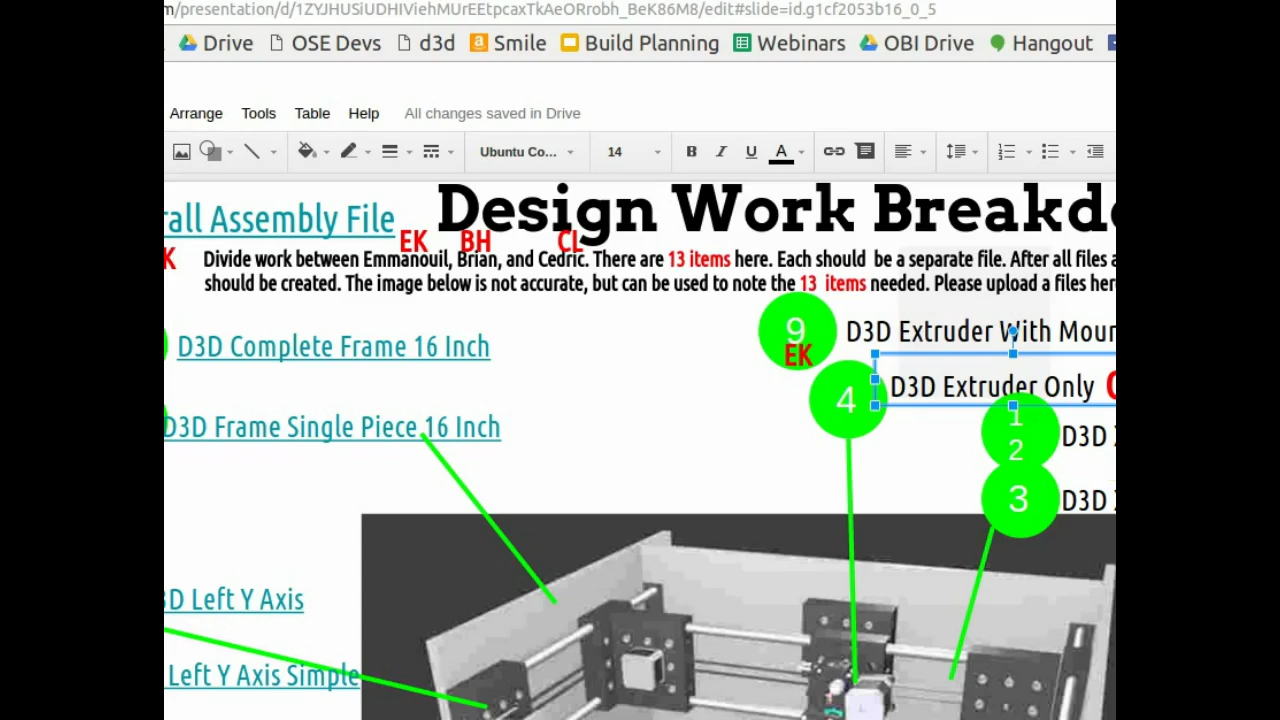 m/presentation/d/1ZYJHUSiUDHIViehMUrEEtpcaxTkAeORrobh_BeK86M8/edit#slide=id.g1cf2053b16_0_5
Drive OSE Devs d3d Smile Build Planning Webinars OBI Drive Hangout
Arrange Tools Table Help All changes saved in Drive
Ubuntu Co... 14 B I U A
rall Assembly File Design Work Breakd
EK BH CL
K Divide work between Emmanouil, Brian, and Cedric. There are 13 items here. Each should be a separate file. After all files a
should be created. The image below is not accurate, but can be used to note the 13 items needed. Please upload a files her
9 D3D Extruder With Moun
EK
D3D Complete Frame 16 Inch
4 D3D Extruder Only
D3D Frame Single Piece 16 Inch
12 D3D
3 D3D
3D Left Y Axis
Left Y Axis Simple